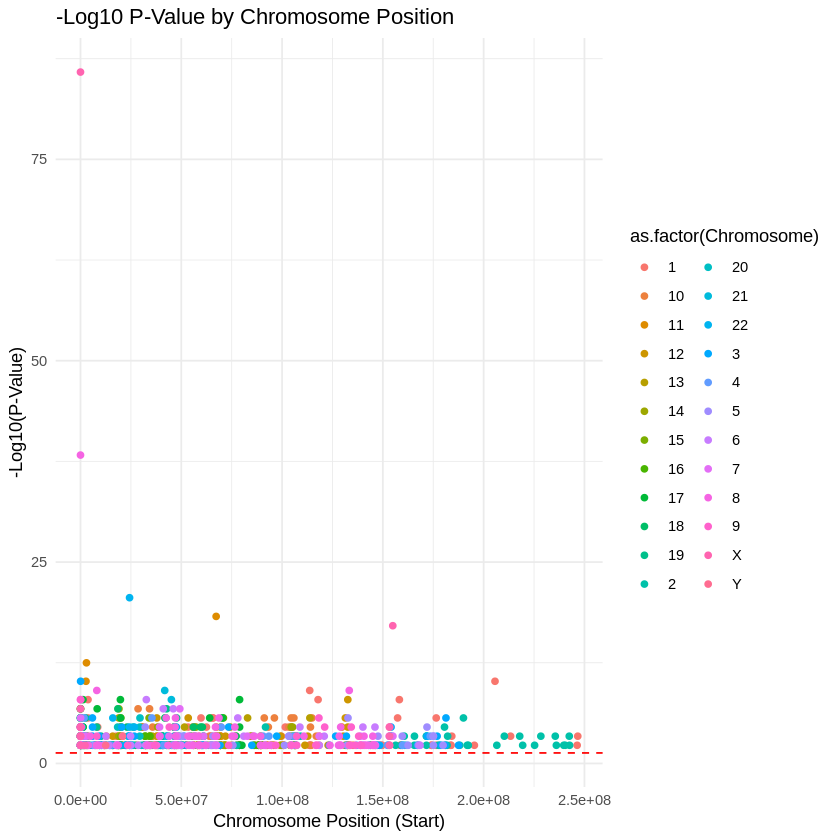 -Log10 P-Value by Chromosome Position
-Log10(P-Value)
75
50
25
0
0.0e+00 5.0e+07 1.0e+08 1.5e+08 2.0e+08 2.5e+08
Chromosome Position (Start)
as.factor(Chromosome)
1 20
10 21
11 22
12 3
13 4
14 5
15 6
16 7
17 8
18 9
19 X
2 Y